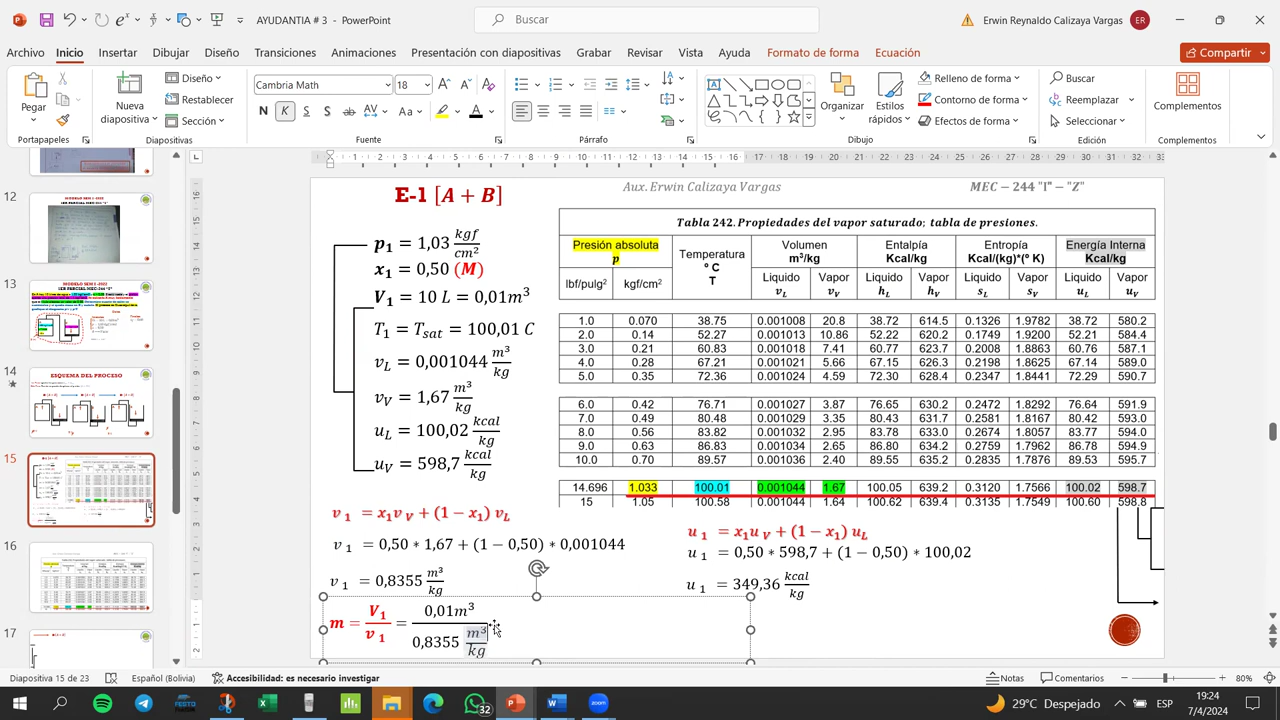 AYUDANTIA # 3 - PowerPoint
Buscar
Erwin Reynaldo Calizaya Vargas
ER
Archivo Inicio Insertar Dibujar Diseño Transiciones Animaciones Presentación con diapositivas Grabar Revisar Vista Ayuda Formato de forma Ecuación
Compartir
Pegar
Nueva diapositiva
Diseño
Restablecer
Sección
Cambria Math 18
N K S S ab AV Aa A
Organizar
Estilos rápidos
Relleno de forma
Contorno de forma
Efectos de forma
Buscar
Reemplazar
Seleccionar
Complementos
Portapapeles Diapositivas Fuente Párrafo Dibujo Edición Complementos
12
13
14
ESQUEMA DEL PROCESO
15
16
17
E-1 [A + B]
Aux. Erwin Calizaya Vargas
MEC − 244 "I" − "Z"
p₁ = 1,03 kgf/cm²
x₁ = 0,50 (M)
V₁ = 10 L = 0,01m³
T₁ = T_sat = 100,01 C
v_L = 0,001044 m³/kg
v_V = 1,67 m³/kg
u_L = 100,02 kcal/kg
u_V = 598,7 kcal/kg
Tabla 242. Propiedades del vapor saturado; tabla de presiones.
Presión absoluta p Temperatura º C T Volumen m³/kg Entalpía Kcal/kg Entropía Kcal/(kg)*(º K) Energía Interna Kcal/kg
lbf/pulg² kgf/cm² Liquido v_L Vapor v_V Liquido h_L Vapor h_V Liquido s_L Vapor s_V Liquido u_L Vapor u_V
1.0 0.070 38.75 0.001008 20.8 38.72 614.5 0.1326 1.9782 38.72 580.2
2.0 0.14 52.27 0.001013 10.86 52.22 620.2 0.1749 1.9200 52.21 584.4
3.0 0.21 60.83 0.001018 7.41 60.77 623.7 0.2008 1.8863 60.76 587.1
4.0 0.28 67.21 0.001021 5.66 67.15 626.3 0.2198 1.8625 67.14 589.0
5.0 0.35 72.36 0.001024 4.59 72.30 628.4 0.2347 1.8441 72.29 590.7
6.0 0.42 76.71 0.001027 3.87 76.65 630.2 0.2472 1.8292 76.64 591.9
7.0 0.49 80.48 0.001029 3.35 80.43 631.7 0.2581 1.8167 80.42 593.0
8.0 0.56 83.82 0.001032 2.95 83.78 633.0 0.2674 1.8057 83.77 594.0
9.0 0.63 86.83 0.001034 2.65 86.80 634.2 0.2759 1.7962 86.78 594.9
10.0 0.70 89.57 0.001036 2.40 89.55 635.2 0.2835 1.7876 89.53 595.7
14.696 1.033 100.01 0.001044 1.67 100.05 639.2 0.3120 1.7566 100.02 598.7
15 1.05 100.58 0.001044 1.64 100.62 639.4 0.3135 1.7549 100.60 598.8
v₁ = x₁v_V + (1 − x₁) v_L
v₁ = 0,50 ∗ 1,67 + (1 − 0,50) ∗ 0,001044
v₁ = 0,8355 m³/kg
m = V₁/v₁ = 0,01m³ / 0,8355 m³/kg
u₁ = x₁u_V + (1 − x₁) u_L
u₁ = 0,50 ∗ 598,7 + (1 − 0,50) ∗ 100,02
u₁ = 349,36 kcal/kg
Diapositiva 15 de 23 Español (Bolivia) Accesibilidad: es necesario investigar Notas Comentarios 80%
32
zoom
29°C Despejado
ESP
19:24
7/4/2024